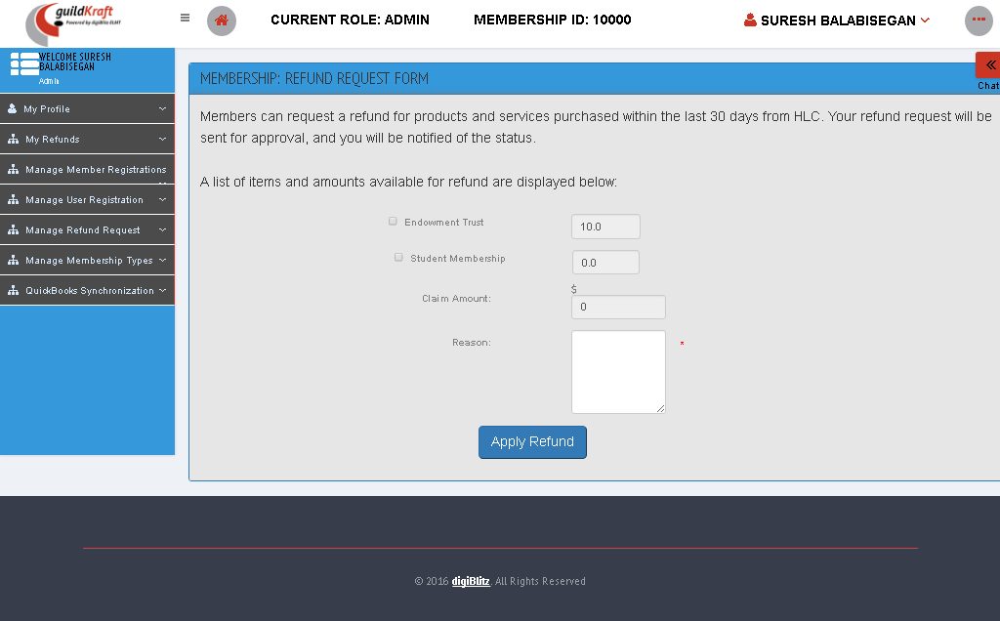 guildKraft
Powered by digiBlitz ELMT
CURRENT ROLE: ADMIN
MEMBERSHIP ID: 10000
SURESH BALABISEGAN
WELCOME SURESH
BALABISEGAN
Admin
Chat
My Profile
My Refunds
Manage Member Registrations
Manage User Registration
Manage Refund Request
Manage Membership Types
QuickBooks Synchronization
MEMBERSHIP: REFUND REQUEST FORM
Members can request a refund for products and services purchased within the last 30 days from HLC. Your refund request will be
sent for approval, and you will be notified of the status.
A list of items and amounts available for refund are displayed below:
Endowment Trust 10.0
Student Membership 0.0
$
Claim Amount: 0
Reason: *
Apply Refund
© 2016 digiBlitz. All Rights Reserved